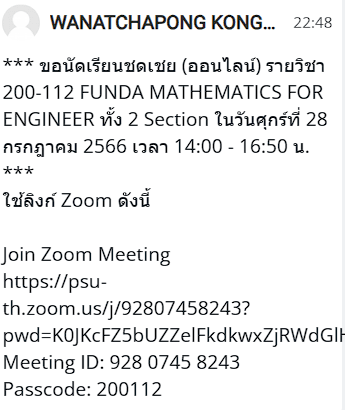 WANATCHAPONG KONG... 22:48
*** ขอนัดเรียนชดเชย (ออนไลน์) รายวิชา
200-112 FUNDA MATHEMATICS FOR
ENGINEER ทั้ง 2 Section ในวันศุกร์ที่ 28
กรกฎาคม 2566 เวลา 14:00 - 16:50 น.
***
ใช้ลิงก์ Zoom ดังนี้
Join Zoom Meeting
https://psu-
th.zoom.us/j/92807458243?
pwd=K0JKcFZ5bUZZelFkdkwxZjRWdGlH
Meeting ID: 928 0745 8243
Passcode: 200112